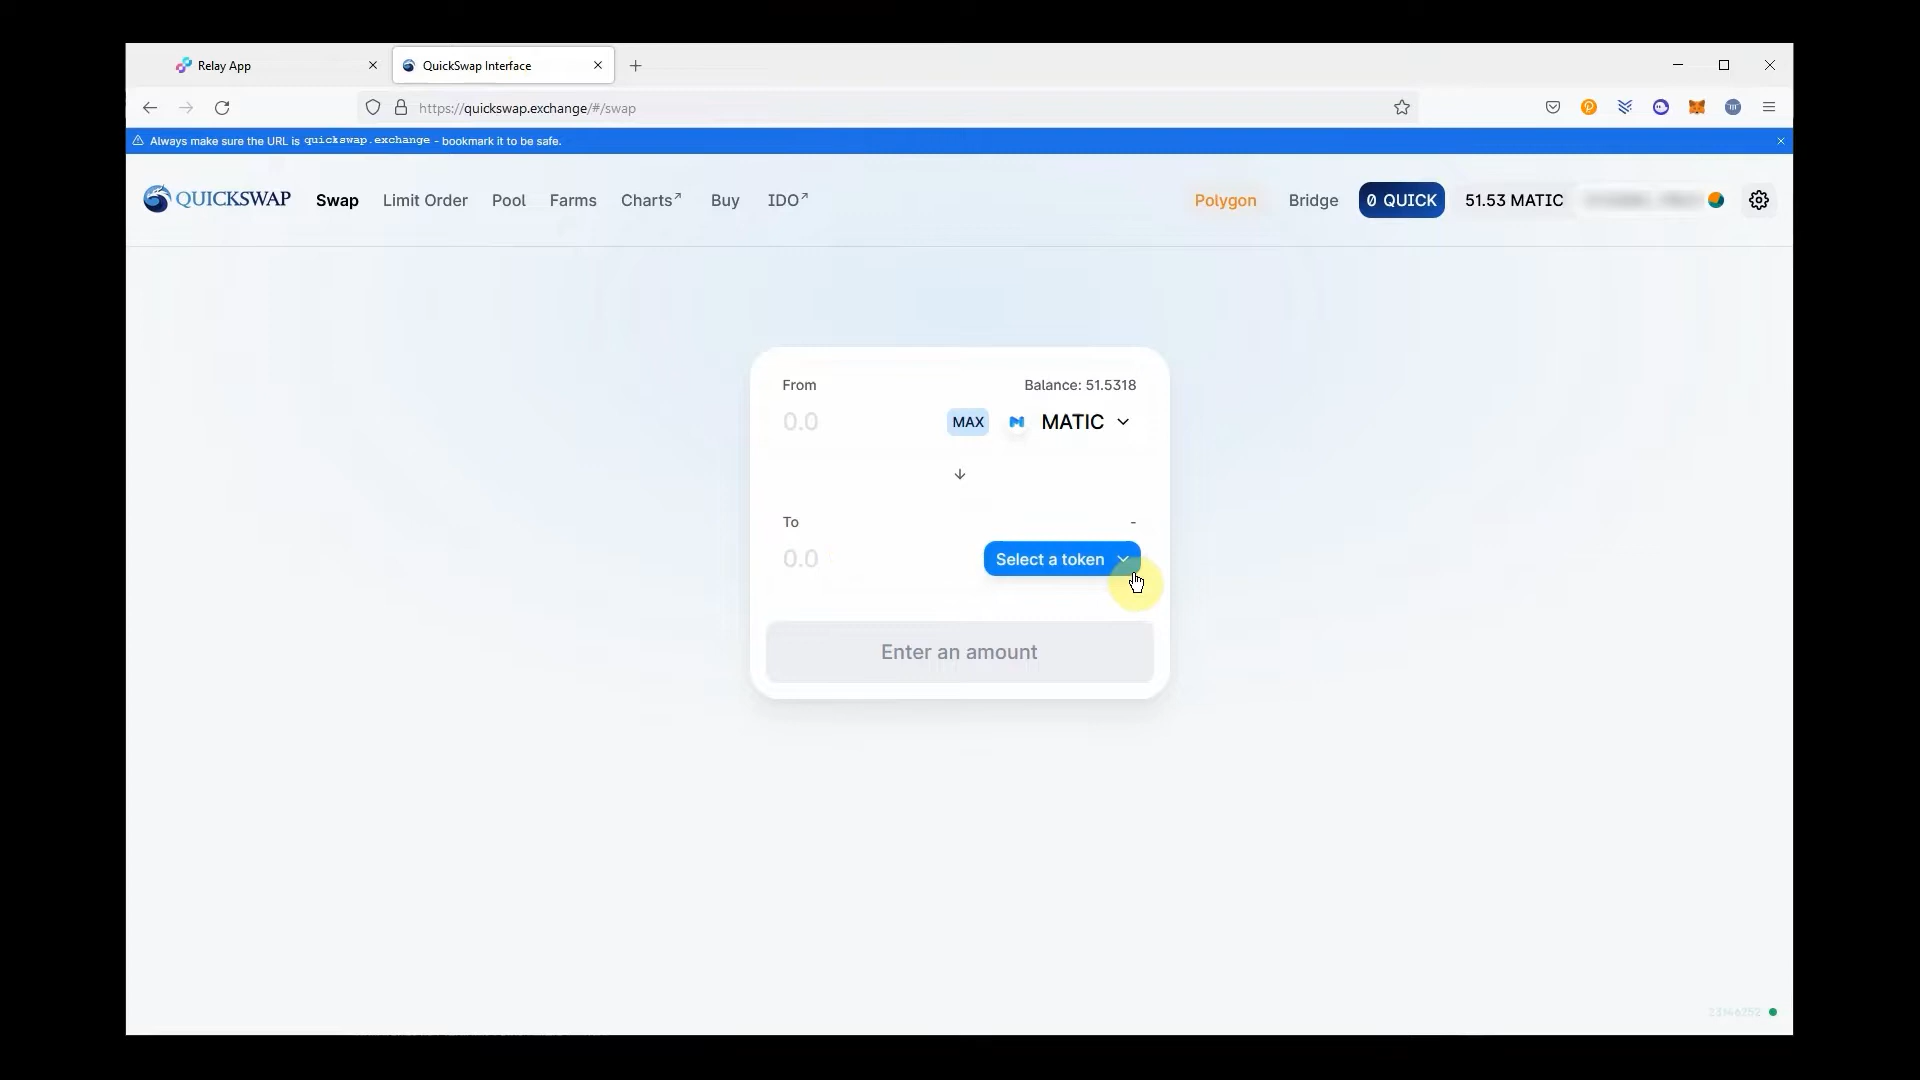 Relay App
QuickSwap Interface
https://quickswap.exchange/#/swap
Always make sure the URL is quickswap.exchange - bookmark it to be safe.
QUICKSWAP
Swap
Limit Order
Pool
Farms
Charts↗
Buy
IDO↗
Polygon
Bridge
0 QUICK
51.53 MATIC
From
Balance: 51.5318
0.0
MAX
MATIC
To
-
0.0
Select a token
Enter an amount